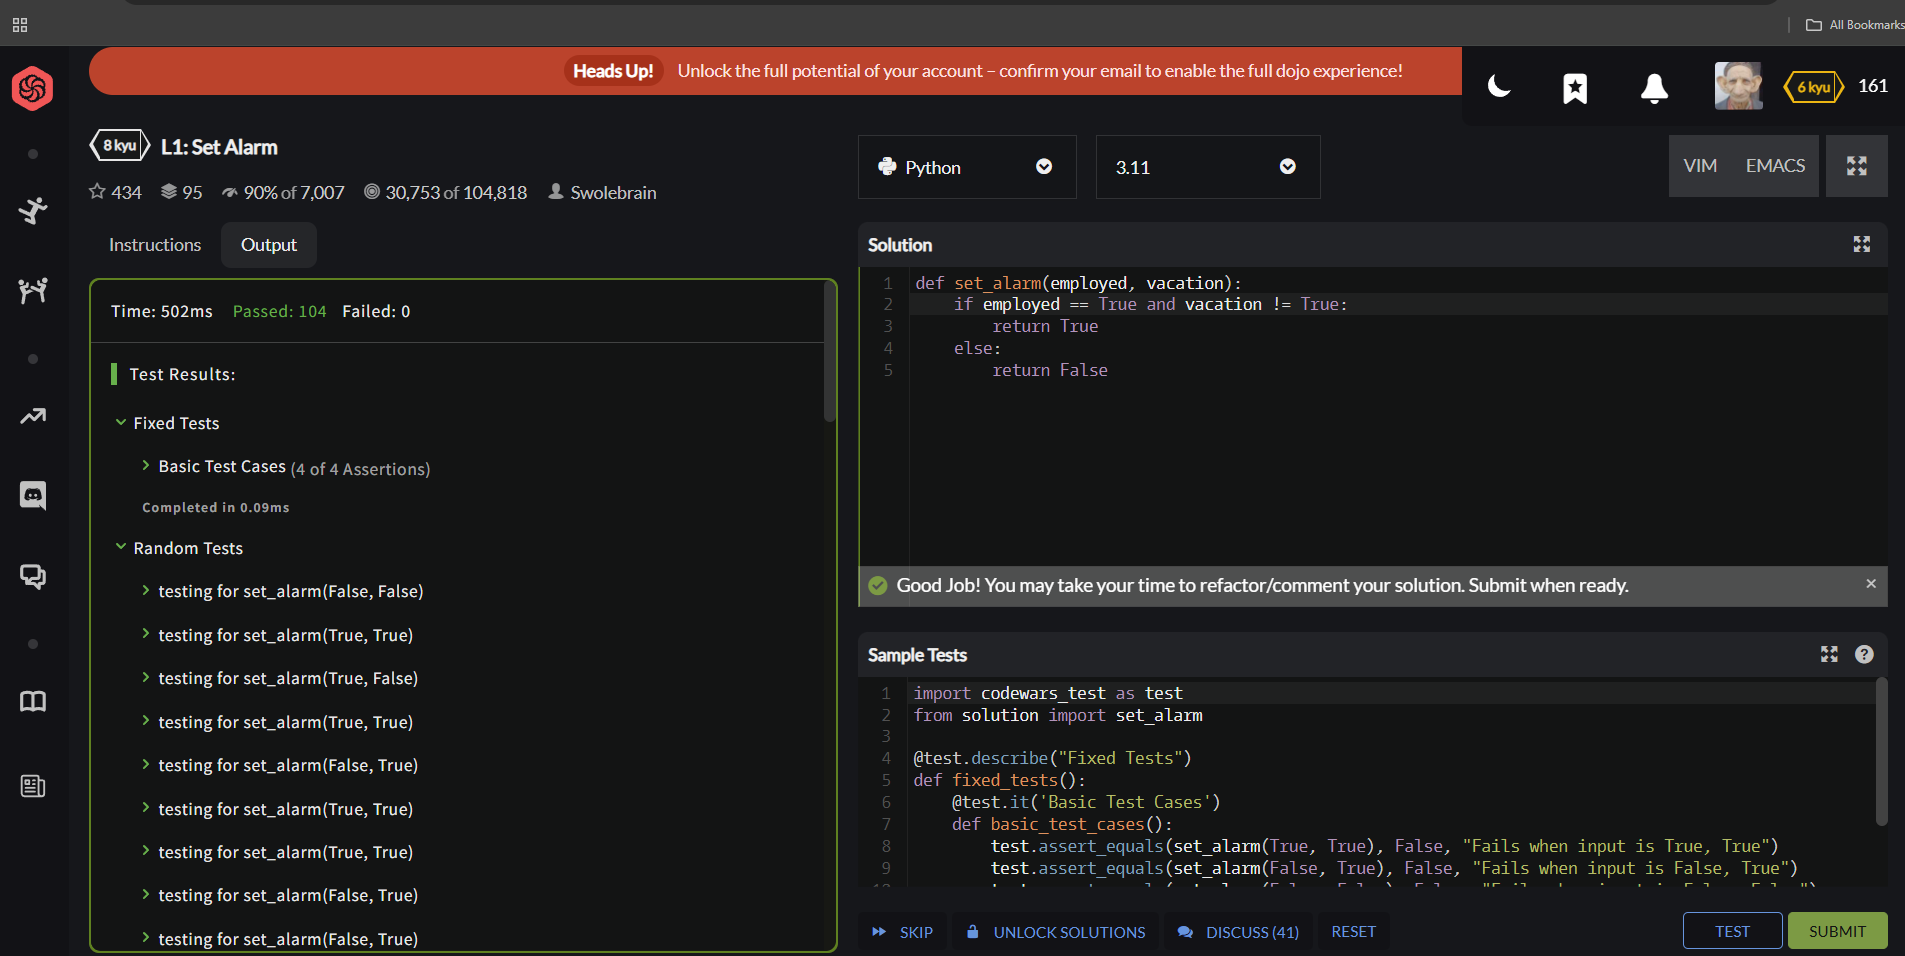 All Bookmarks
Heads Up! Unlock the full potential of your account – confirm your email to enable the full dojo experience!
6 kyu 161
8 kyu L1: Set Alarm
434 95 90% of 7,007 30,753 of 104,818 Swolebrain
Python
3.11
VIM EMACS
Instructions Output
Time: 502ms Passed: 104 Failed: 0
Test Results:
Fixed Tests
Basic Test Cases (4 of 4 Assertions)
Completed in 0.09ms
Random Tests
testing for set_alarm(False, False)
testing for set_alarm(True, True)
testing for set_alarm(True, False)
testing for set_alarm(True, True)
testing for set_alarm(False, True)
testing for set_alarm(True, True)
testing for set_alarm(True, True)
testing for set_alarm(False, True)
testing for set_alarm(False, True)
Solution
1 def set_alarm(employed, vacation):
2 if employed == True and vacation != True:
3 return True
4 else:
5 return False
Good Job! You may take your time to refactor/comment your solution. Submit when ready.
Sample Tests
1 import codewars_test as test
2 from solution import set_alarm
3
4 @test.describe("Fixed Tests")
5 def fixed_tests():
6 @test.it('Basic Test Cases')
7 def basic_test_cases():
8 test.assert_equals(set_alarm(True, True), False, "Fails when input is True, True")
9 test.assert_equals(set_alarm(False, True), False, "Fails when input is False, True")
SKIP UNLOCK SOLUTIONS DISCUSS (41) RESET
TEST SUBMIT